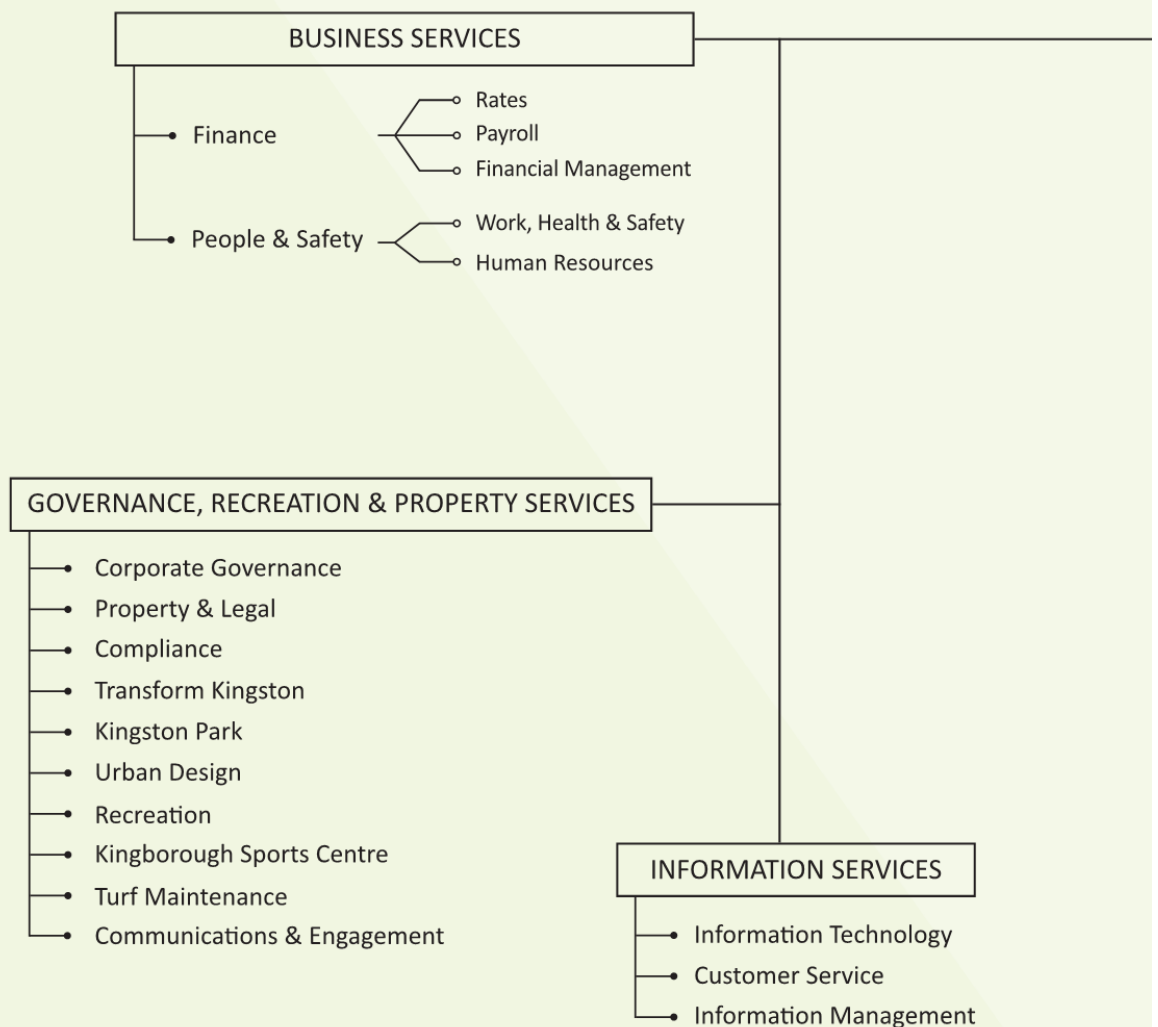 BUSINESS SERVICES
Finance
Rates
Payroll
Financial Management
People & Safety
Work, Health & Safety
Human Resources
GOVERNANCE, RECREATION & PROPERTY SERVICES
Corporate Governance
Property & Legal
Compliance
Transform Kingston
Kingston Park
Urban Design
Recreation
Kingborough Sports Centre
Turf Maintenance
Communications & Engagement
INFORMATION SERVICES
Information Technology
Customer Service
Information Management